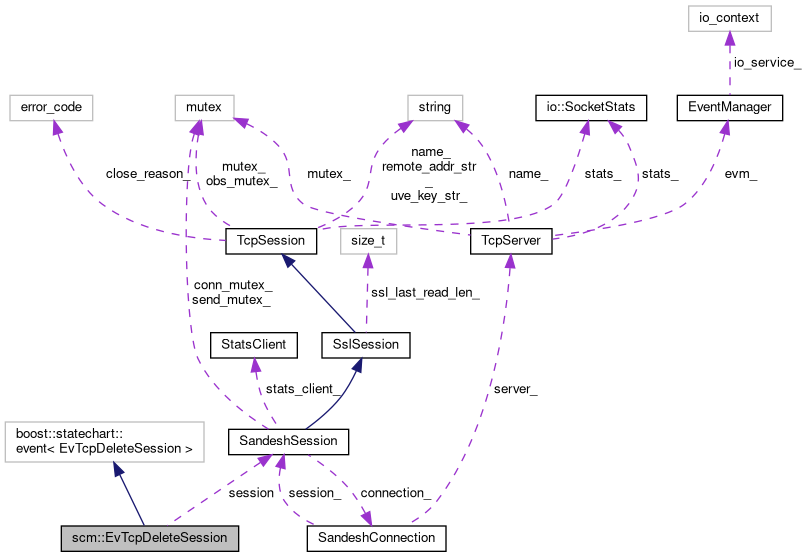 io_context
io_service_
error_code
mutex
string
io::SocketStats
EventManager
close_reason_
mutex_
obs_mutex_
mutex_
name_
remote_addr_str
_
uve_key_str_
name_
stats_
stats_
evm_
TcpSession
size_t
TcpServer
conn_mutex_
send_mutex_
ssl_last_read_len_
StatsClient
SslSession
stats_client_
server_
boost::statechart::
event< EvTcpDeleteSession >
SandeshSession
session
session_
connection_
scm::EvTcpDeleteSession
SandeshConnection